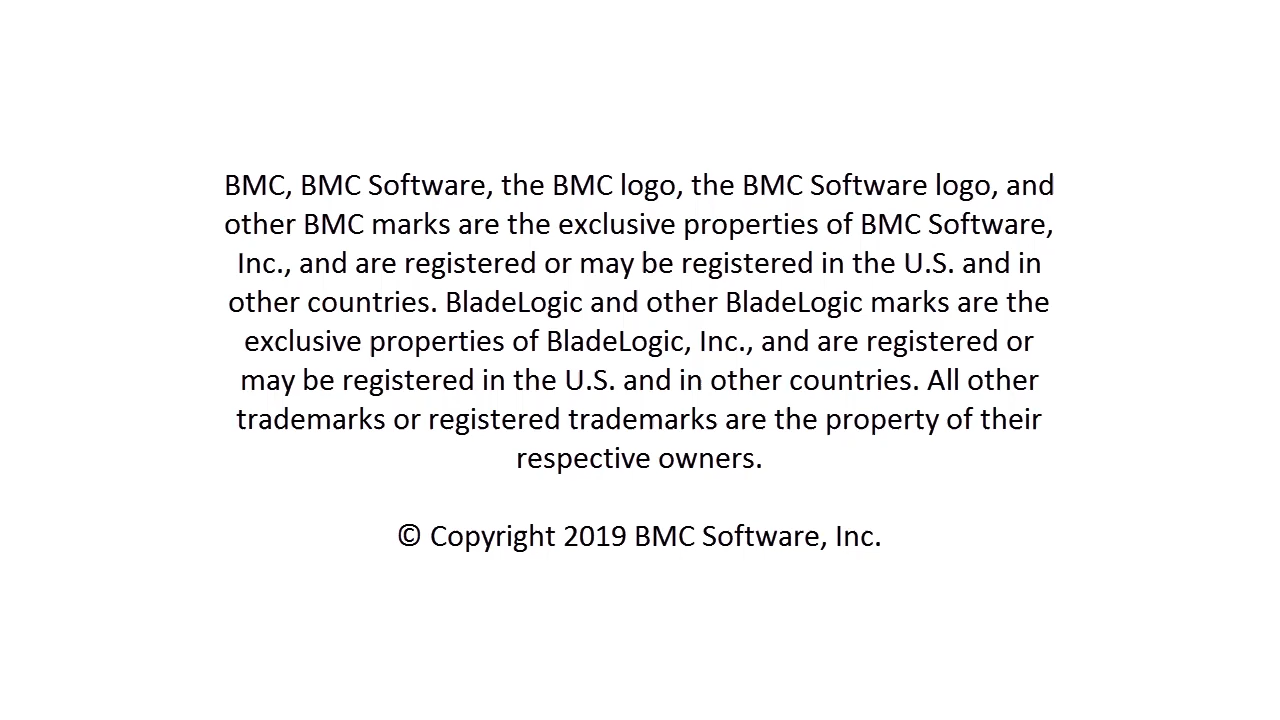 BMC, BMC Software, the BMC logo, the BMC Software logo, and
other BMC marks are the exclusive properties of BMC Software,
Inc., and are registered or may be registered in the U.S. and in
other countries. BladeLogic and other BladeLogic marks are the
exclusive properties of BladeLogic, Inc., and are registered or
may be registered in the U.S. and in other countries. All other
trademarks or registered trademarks are the property of their
respective owners.
© Copyright 2019 BMC Software, Inc.